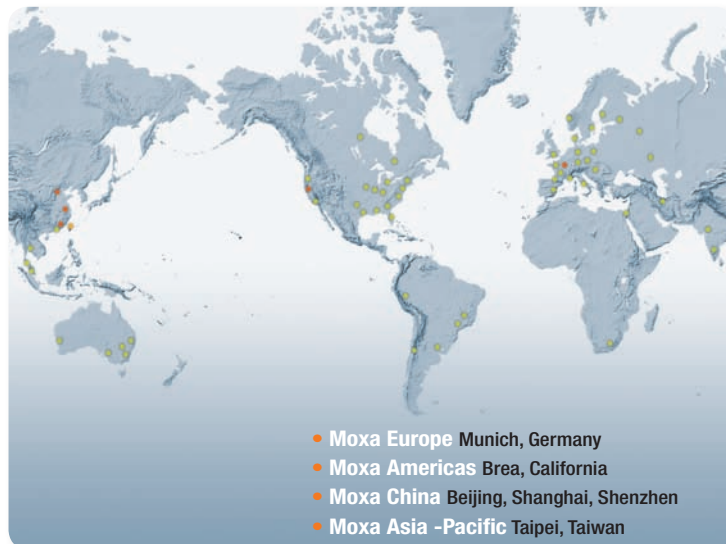 • Moxa Europe Munich, Germany
• Moxa Americas Brea, California
• Moxa China Beijing, Shanghai, Shenzhen
• Moxa Asia -Pacific Taipei, Taiwan